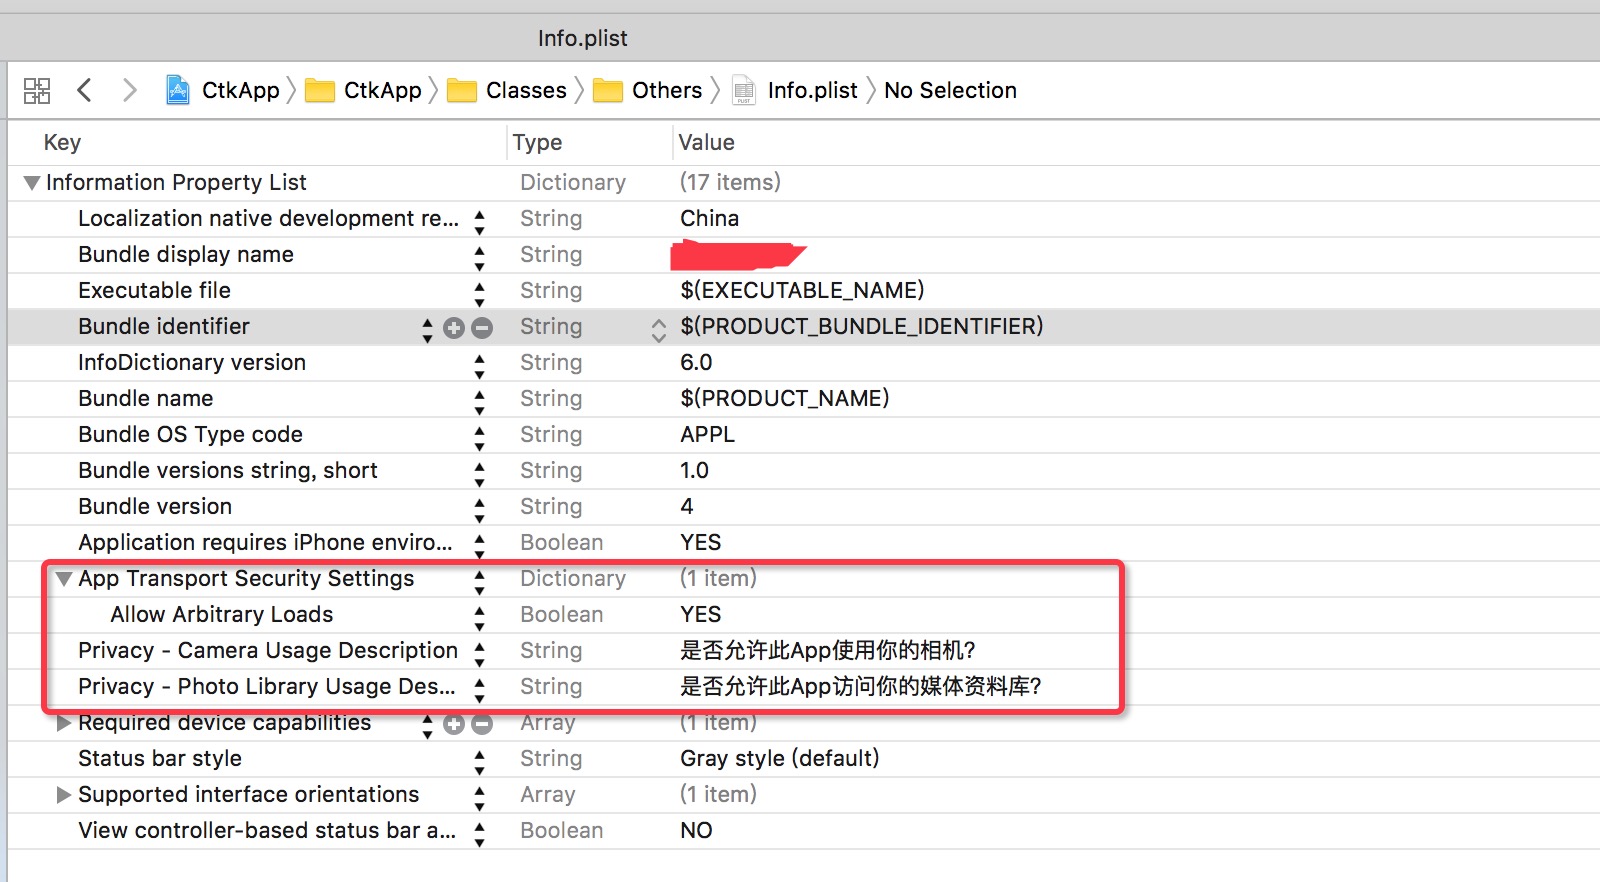 Info.plist
CtkApp CtkApp Classes Others Info.plist No Selection
Key Type Value
Information Property List Dictionary (17 items)
Localization native development re... String China
Bundle display name String
Executable file String $(EXECUTABLE_NAME)
Bundle identifier String $(PRODUCT_BUNDLE_IDENTIFIER)
InfoDictionary version String 6.0
Bundle name String $(PRODUCT_NAME)
Bundle OS Type code String APPL
Bundle versions string, short String 1.0
Bundle version String 4
Application requires iPhone enviro... Boolean YES
App Transport Security Settings Dictionary (1 item)
Allow Arbitrary Loads Boolean YES
Privacy - Camera Usage Description String 是否允许此App使用你的相机?
Privacy - Photo Library Usage Des... String 是否允许此App访问你的媒体资料库?
Required device capabilities Array (1 item)
Status bar style String Gray style (default)
Supported interface orientations Array (1 item)
View controller-based status bar a... Boolean NO